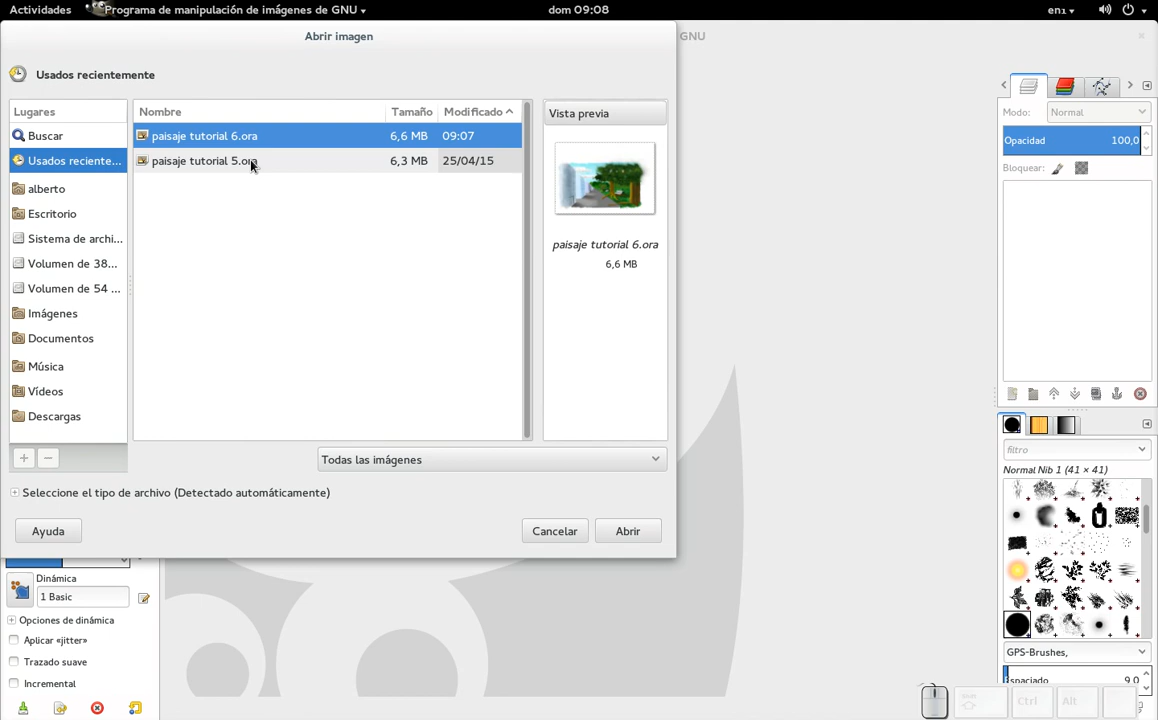 Actividades Programa de manipulación de imágenes de GNU dom 09:08 en1
Abrir imagen
GNU
Usados recientemente
Lugares
Buscar
Usados reciente...
alberto
Escritorio
Sistema de archi...
Volumen de 38...
Volumen de 54 ...
Imágenes
Documentos
Música
Vídeos
Descargas
Nombre Tamaño Modificado
paisaje tutorial 6.ora 6,6 MB 09:07
paisaje tutorial 5.ora 6,3 MB 25/04/15
Vista previa
paisaje tutorial 6.ora
6,6 MB
Todas las imágenes
Seleccione el tipo de archivo (Detectado automáticamente)
Ayuda Cancelar Abrir
Dinámica
1 Basic
Opciones de dinámica
Aplicar «jitter»
Trazado suave
Incremental
Modo: Normal
Opacidad 100,0
Bloquear:
filtro
Normal Nib 1 (41 × 41)
GPS-Brushes,
Espaciado 9,0
Ctrl Alt